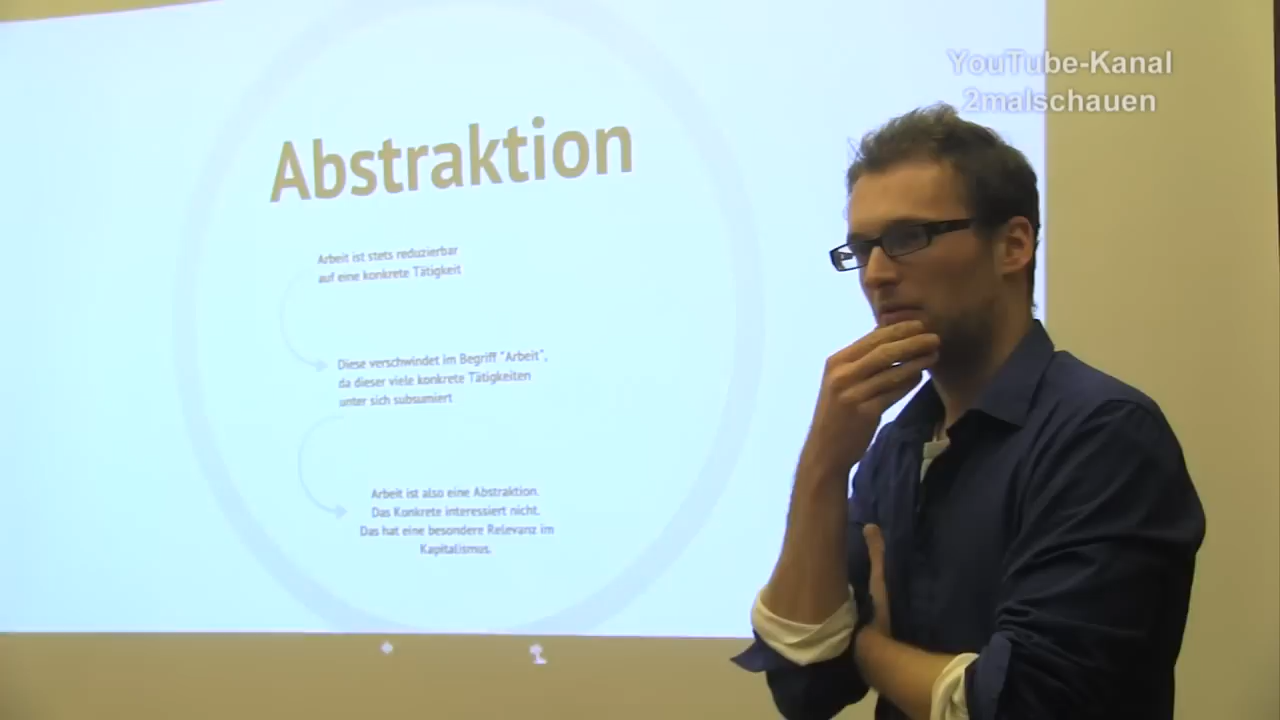 YouTube-Kanal
2malschauen
Abstraktion
Arbeit ist stets reduzierbar
auf eine konkrete Tätigkeit
Diese verschwindet im Begriff "Arbeit",
da dieser viele konkrete Tätigkeiten
unter sich subsumiert
Arbeit ist also eine Abstraktion.
Das Konkrete interessiert nicht.
Das hat eine besondere Relevanz im
Kapitalismus.